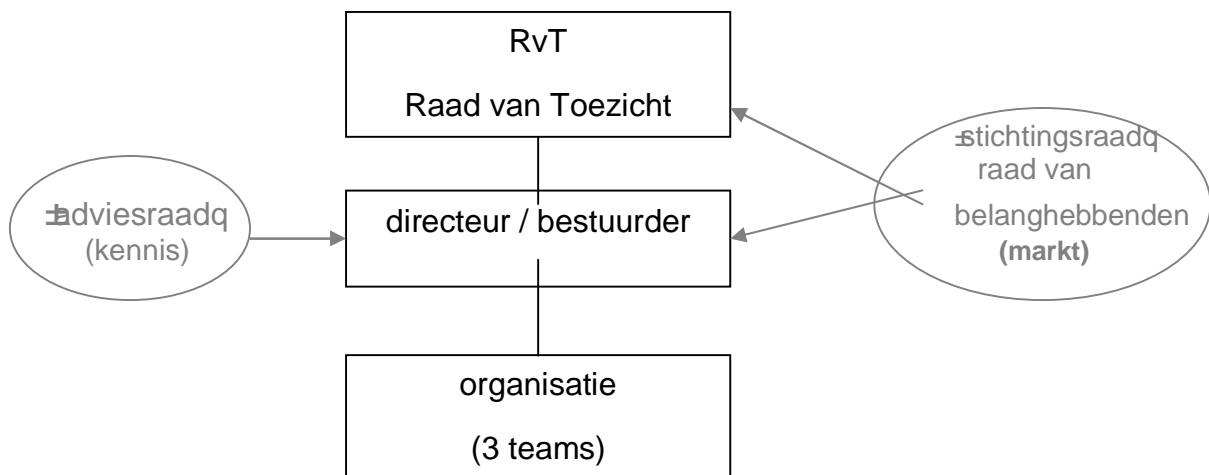 RvT
Raad van Toezicht
±adviesraadq
(kennis)
directeur / bestuurder
±stichtingsraadq
raad van
belanghebbenden
(markt)
organisatie
(3 teams)